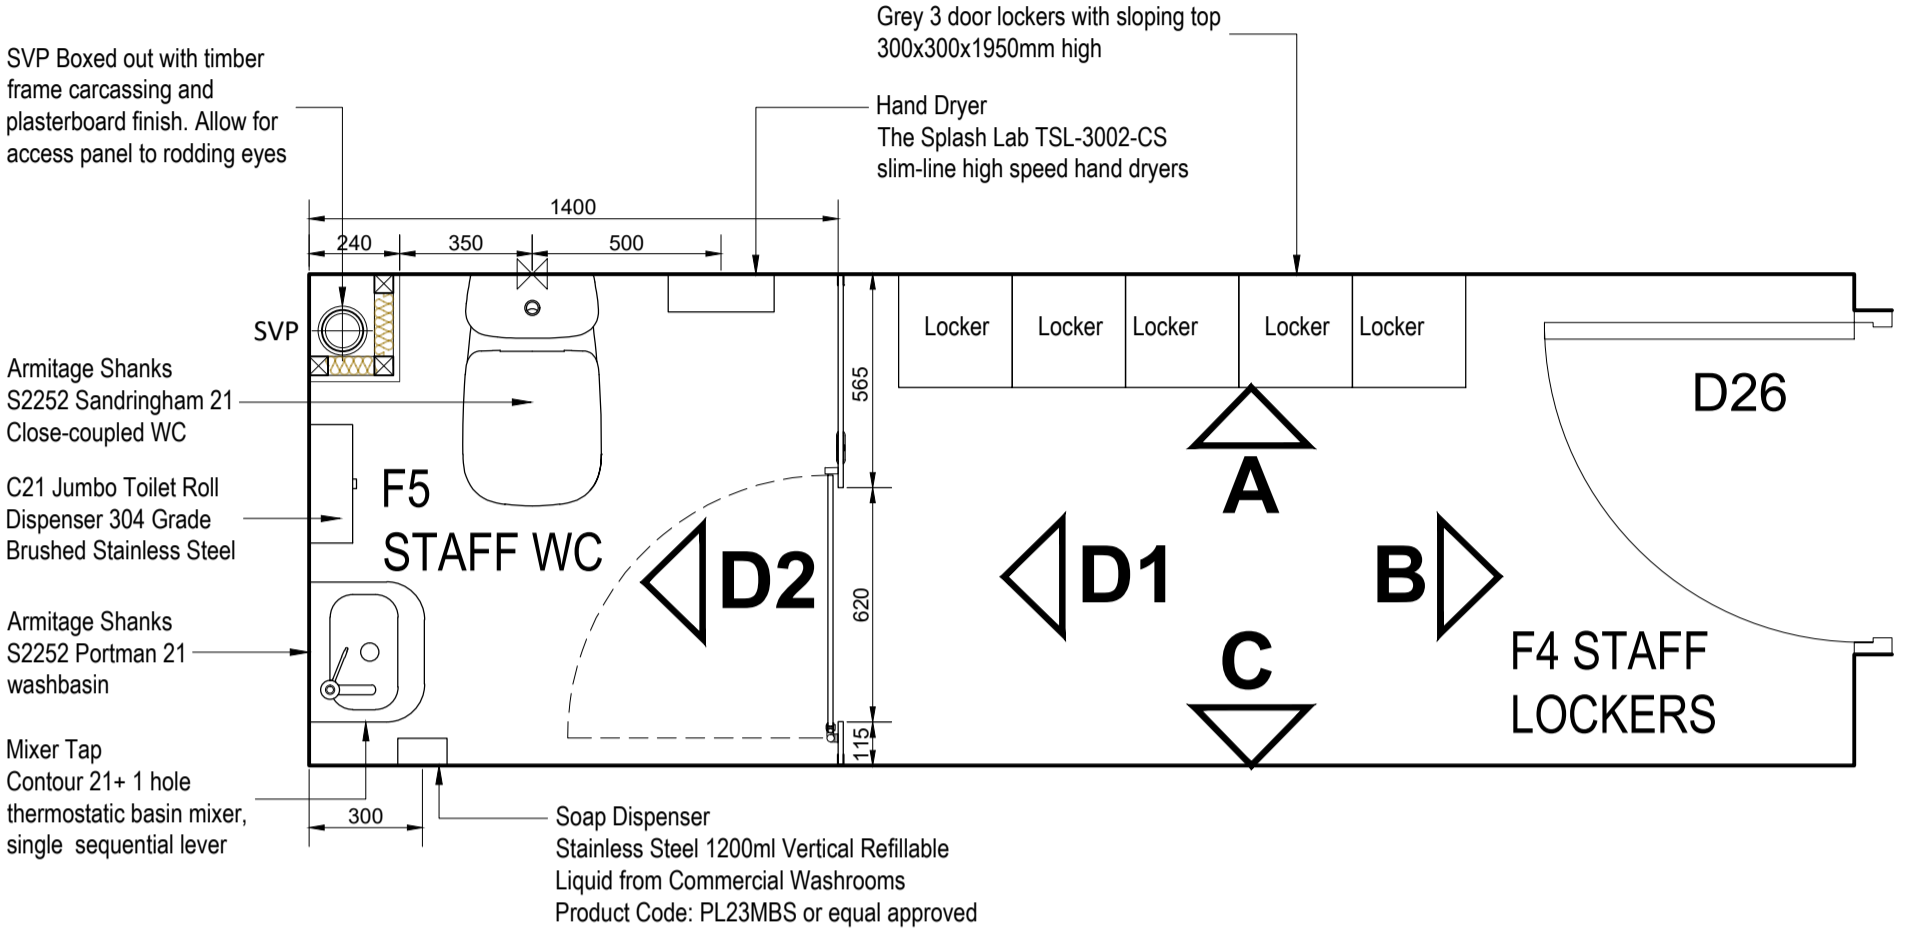 Grey 3 door lockers with sloping top
300x300x1950mm high
SVP Boxed out with timber
frame carcassing and
plasterboard finish. Allow for
access panel to rodding eyes
Hand Dryer
The Splash Lab TSL-3002-CS
slim-line high speed hand dryers
1400
240
350
500
SVP
Locker
Locker
Locker
Locker
Locker
Armitage Shanks
S2252 Sandringham 21
Close-coupled WC
565
D26
A
C21 Jumbo Toilet Roll
Dispenser 304 Grade
Brushed Stainless Steel
F5
STAFF WC
D2
620
D1
B
Armitage Shanks
S2252 Portman 21
washbasin
C
F4 STAFF
LOCKERS
115
Mixer Tap
Contour 21+ 1 hole
thermostatic basin mixer,
single sequential lever
300
Soap Dispenser
Stainless Steel 1200ml Vertical Refillable
Liquid from Commercial Washrooms
Product Code: PL23MBS or equal approved